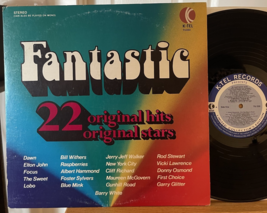 STEREO
K-TEL
Fantastic
22 original hits
original stars
Dawn
Elton John
Focus
The Sweet
Lobo
Bill Withers
Raspberries
Albert Hammond
Foster Sylvers
Blue Mink
Barry White
Jerry Jeff Walker
New York City
Cliff Richard
Maureen McGovern
Gunhill Road
Rod Stewart
Vicki Lawrence
Donny Osmond
First Choice
Garry Glitter
K-TEL RECORDS